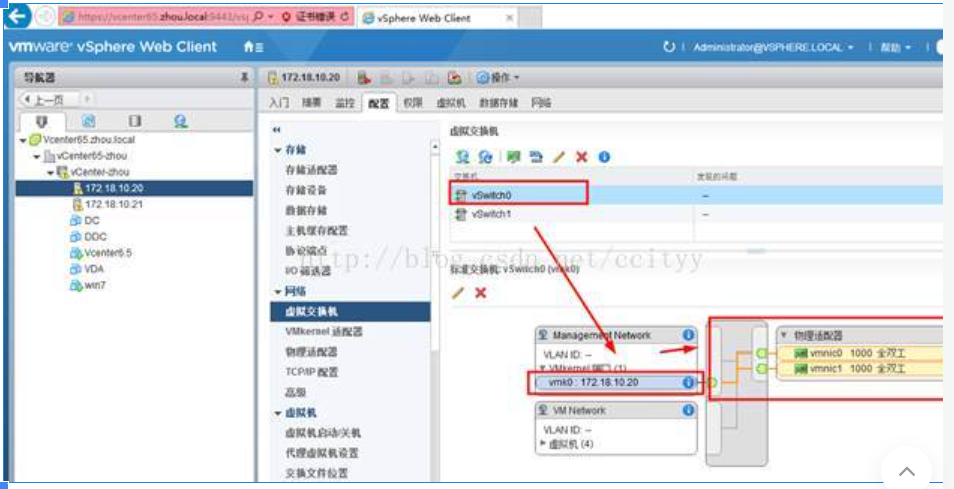 https://vcenter65.zhou.local:9443/vsp
证书错误
vSphere Web Client
vmware® vSphere Web Client
Administrator@VSPHERE.LOCAL
帮助
导航器
上一页
Vcenter65.zhou.local
vCenter65-zhou
vCenter-zhou
172.18.10.20
172.18.10.21
DC
DDC
Vcenter6.5
VDA
win7
172.18.10.20
操作
入门 摘要 监控 配置 权限 虚拟机 数据存储 网络
存储
存储适配器
存储设备
数据存储
主机缓存配置
协议端点
I/O 筛选器
网络
虚拟交换机
VMkernel 适配器
物理适配器
TCP/IP 配置
高级
虚拟机
虚拟机启动/关机
代理虚拟机设置
交换文件位置
虚拟交换机
交换机 发现的问题
vSwitch0 --
vSwitch1 --
http://blog.csdn.net/ccityy
标准交换机: vSwitch0 (vmk0)
Management Network
VLAN ID: --
VMkernel 端口 (1)
vmk0 : 172.18.10.20
VM Network
VLAN ID: --
虚拟机 (4)
物理适配器
vmnic0 1000 全双工
vmnic1 1000 全双工